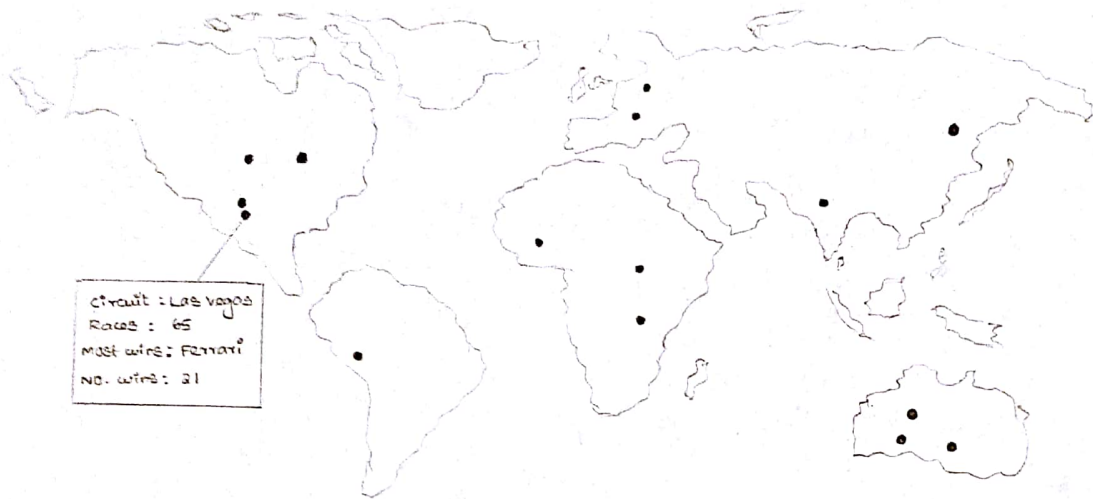 Circuit : Las vegas
Races : 65
Most wins: Ferrari
NO. wins: 21